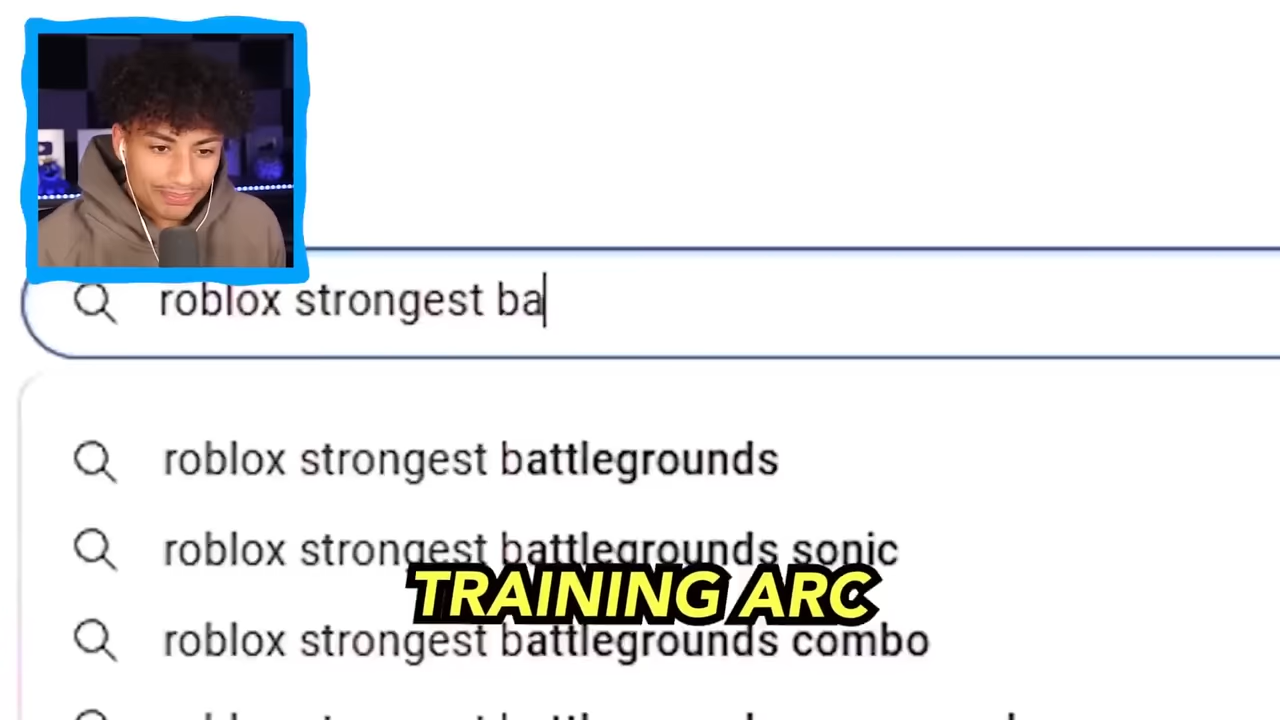 roblox strongest ba
roblox strongest battlegrounds
roblox strongest battlegrounds sonic
TRAINING ARC
roblox strongest battlegrounds combo